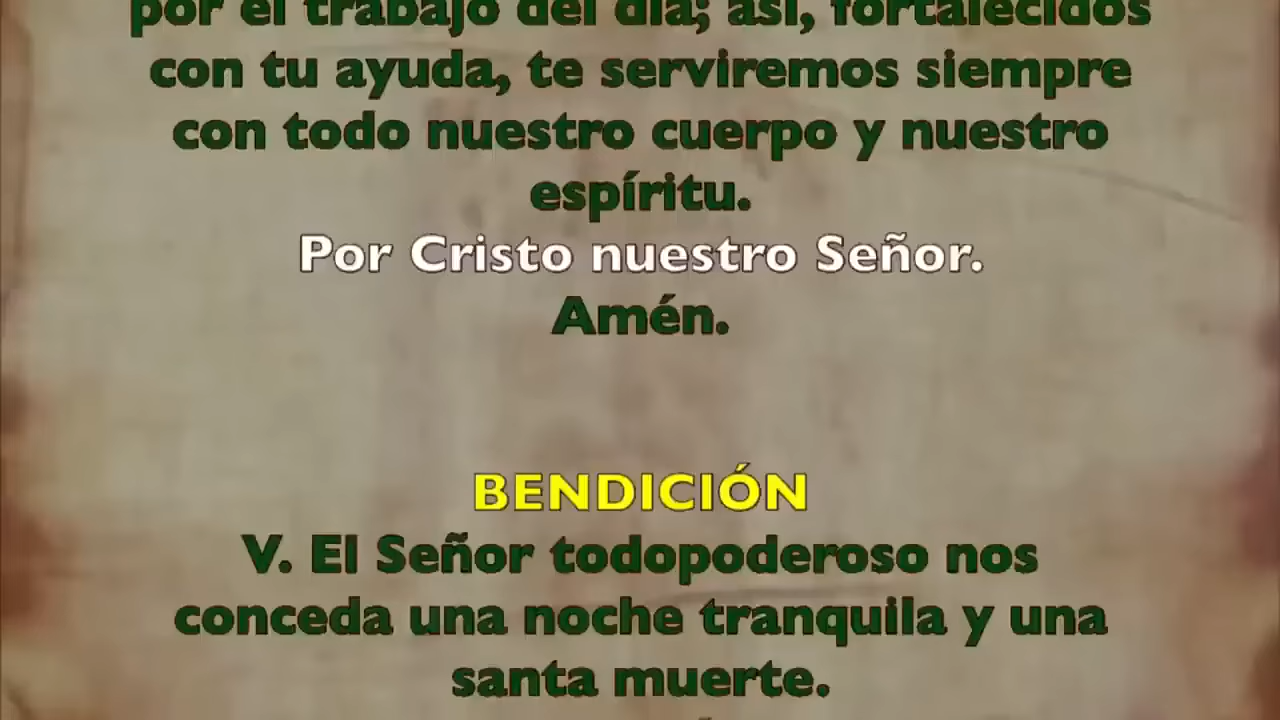 por el trabajo del día; así, fortalecidos
con tu ayuda, te serviremos siempre
con todo nuestro cuerpo y nuestro
espíritu.
Por Cristo nuestro Señor.
Amén.
BENDICIÓN
V. El Señor todopoderoso nos
conceda una noche tranquila y una
santa muerte.